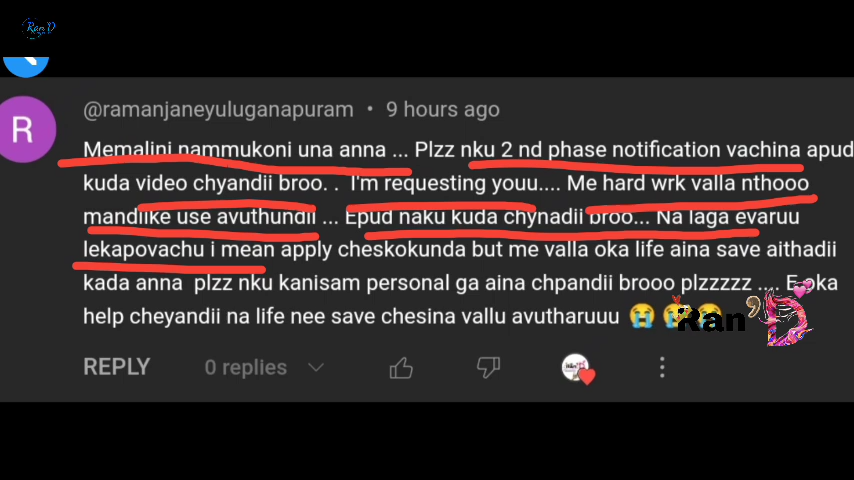 Ran'D
R
@ramanjaneyuluganapuram • 9 hours ago
Memalini nammukoni una anna ... Plzz nku 2 nd phase notification vachina apud
kuda video chyandii broo. . I'm requesting youu.... Me hard wrk valla nthooo
mandiike use avuthundii ... Epud naku kuda chynadii broo... Na laga evaruu
lekapovachu i mean apply cheskokunda but me valla oka life aina save aithadii
kada anna plzz nku kanisam personal ga aina chpandii brooo plzzzzz .... E oka
help cheyandii na life nee save chesina vallu avutharuuu 😭😭😭
Ran'D
REPLY 0 replies